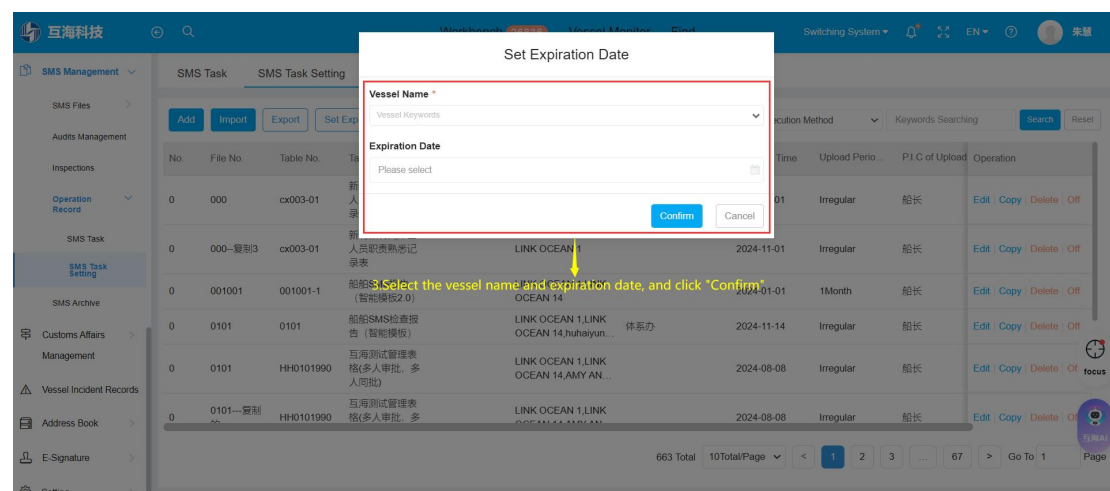 互海科技
Switching System
EN
朱慧
Set Expiration Date
SMS Management
SMS Files
Audits Management
Inspections
Operation
Record
SMS Task
SMS Task
Setting
SMS Archive
Customs Affairs
Management
Vessel Incident Records
Address Book
E-Signature
SMS Task SMS Task Setting
Vessel Name *
Vessel Keywords
Expiration Date
Please select
Confirm Cancel
Add Import Export Set Exp
Method Keywords Searching Search Reset
No. File No. Table No. Time Upload Perio... P.I.C of Upload Operation
0 000 cx003-01 01 Irregular 船长 Edit Copy Delete Off
0 000--复制3 cx003-01 人员职责熟悉记
录表 LINK OCEAN 1 2024-11-01 Irregular 船长 Edit Copy Delete Off
3.Select the vessel name and expiration date, and click "Confirm"
0 001001 001001-1 (智能模版2.0) OCEAN 14 2024-01-01 1Month 船长 Edit Copy Delete Off
0 0101 0101 船舶SMS检查报
告(智能模板) LINK OCEAN 1,LINK
OCEAN 14,huhaiyun... 体系办 2024-11-14 Irregular 船长 Edit Copy Delete Off
0 0101 HH0101990 互海测试管理表
格(多人审批,多
人同批) LINK OCEAN 1,LINK
OCEAN 14,AMY AN... 2024-08-08 Irregular 船长 Edit Copy Delete Of
focus
0 0101---复制 HH0101990 互海测试管理表
格(多人审批,多 LINK OCEAN 1,LINK
2024-08-08 Irregular 船长 Edit Copy Delete
互海AI
663 Total 10Total/Page < 1 2 3 ... 67 > Go To 1 Page